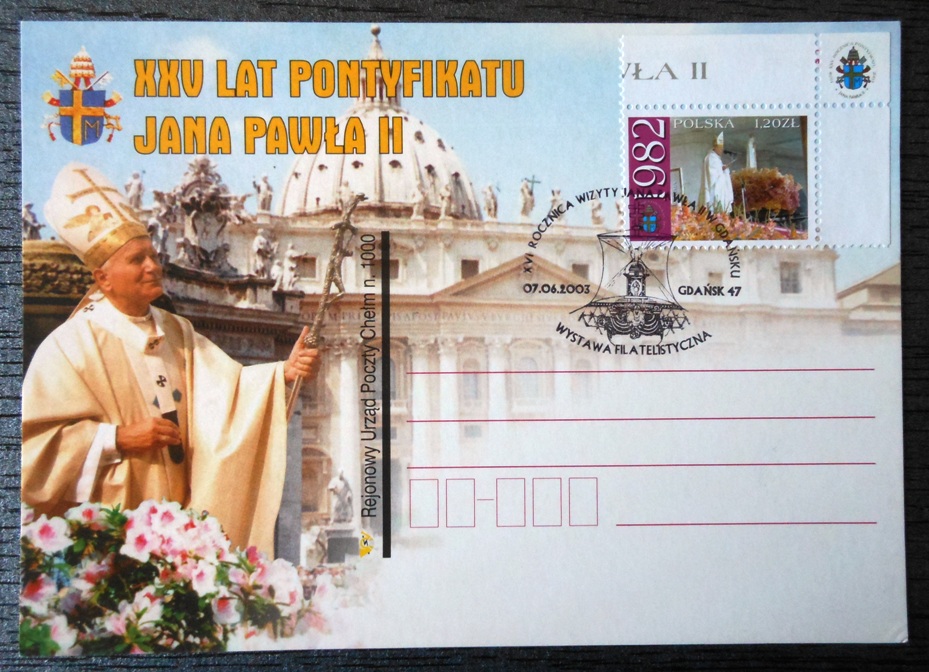 XXV LAT PONTYFIKATU
JANA PAWŁA II
WŁA II
1982
POLSKA 1,20ZŁ
XVI ROCZNICA WIZYTY JANA PAWŁA II W GDAŃSKU
07.06.2003
GDAŃSK 47
WYSTAWA FILATELISTYCZNA
Rejonowy Urząd Poczty Chełm n. 1000
M